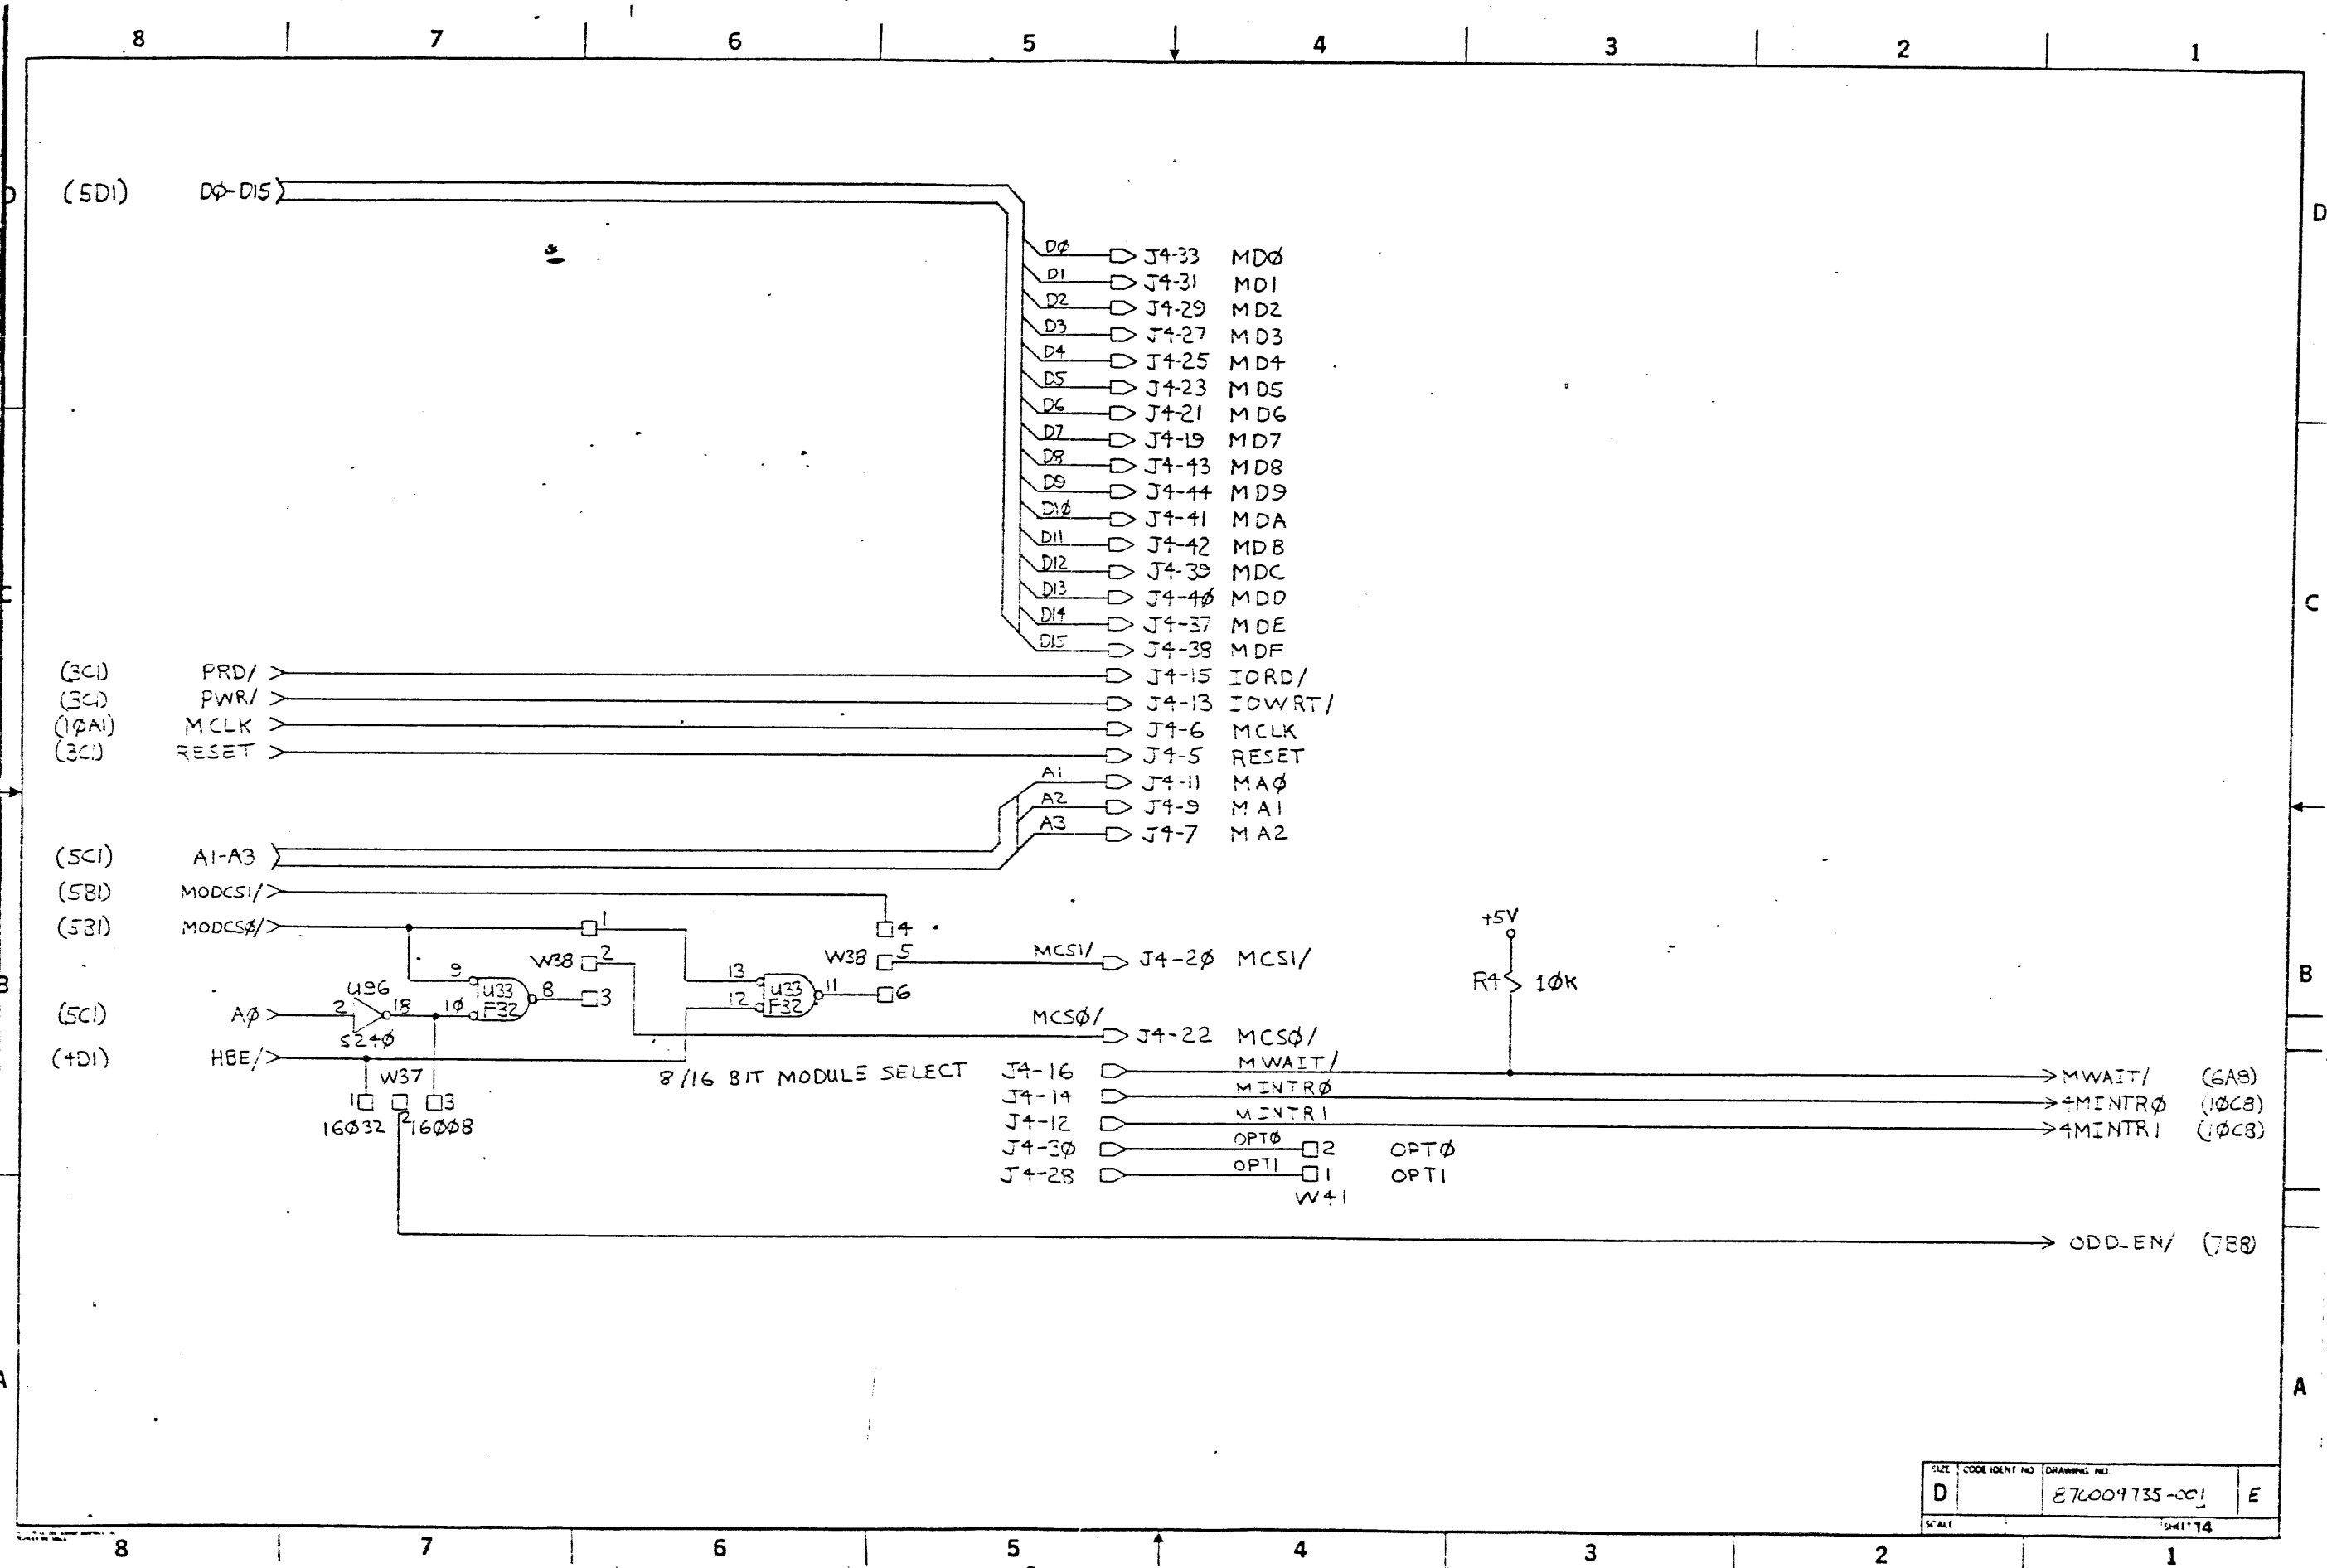 8 7 6 5 4 3 2 1
D
(5D1) DØ-D15
DØ J4-33 MDØ
D1 J4-31 MD1
D2 J4-29 MD2
D3 J4-27 MD3
D4 J4-25 MD4
D5 J4-23 MD5
D6 J4-21 MD6
D7 J4-19 MD7
D8 J4-43 MD8
D9 J4-44 MD9
D1Ø J4-41 MDA
D11 J4-42 MDB
D12 J4-39 MDC
D13 J4-4Ø MDD
C
D14 J4-37 MDE
D15 J4-38 MDF
(3C1) PRD/ J4-15 IORD/
(3C1) PWR/ J4-13 IOWRT/
(1ØA1) MCLK J4-6 MCLK
(3C1) RESET J4-5 RESET
A1 J4-11 MAØ
A2 J4-9 MA1
A3 J4-7 MA2
(5C1) A1-A3
(5B1) MODCS1/
(5B1) MODCSØ/ 1 4
+5V
W38 2 W38 5 MCS1/ J4-2Ø MCS1/
9 U33 F32 8 3 13 12 U33 F32 11 6
R4 1ØK
B
(5C1) AØ 2 U96 18 S24Ø 1Ø
MCSØ/ J4-22 MCSØ/
(4D1) HBE/
W37
8/16 BIT MODULE SELECT
1 2 3
16Ø32 16ØØ8
J4-16 MWAIT/ MWAIT/ (6A8)
J4-14 MINTRØ 4MINTRØ (1ØC8)
J4-12 MINTR1 4MINTR1 (1ØC8)
J4-3Ø OPTØ 2 OPTØ
J4-28 OPT1 1 OPT1
W41
ODD_EN/ (7B8)
A
SIZE CODE IDENT NO DRAWING NO
D 870009735-001 E
SCALE SHEET 14
8 7 6 5 4 3 2 1